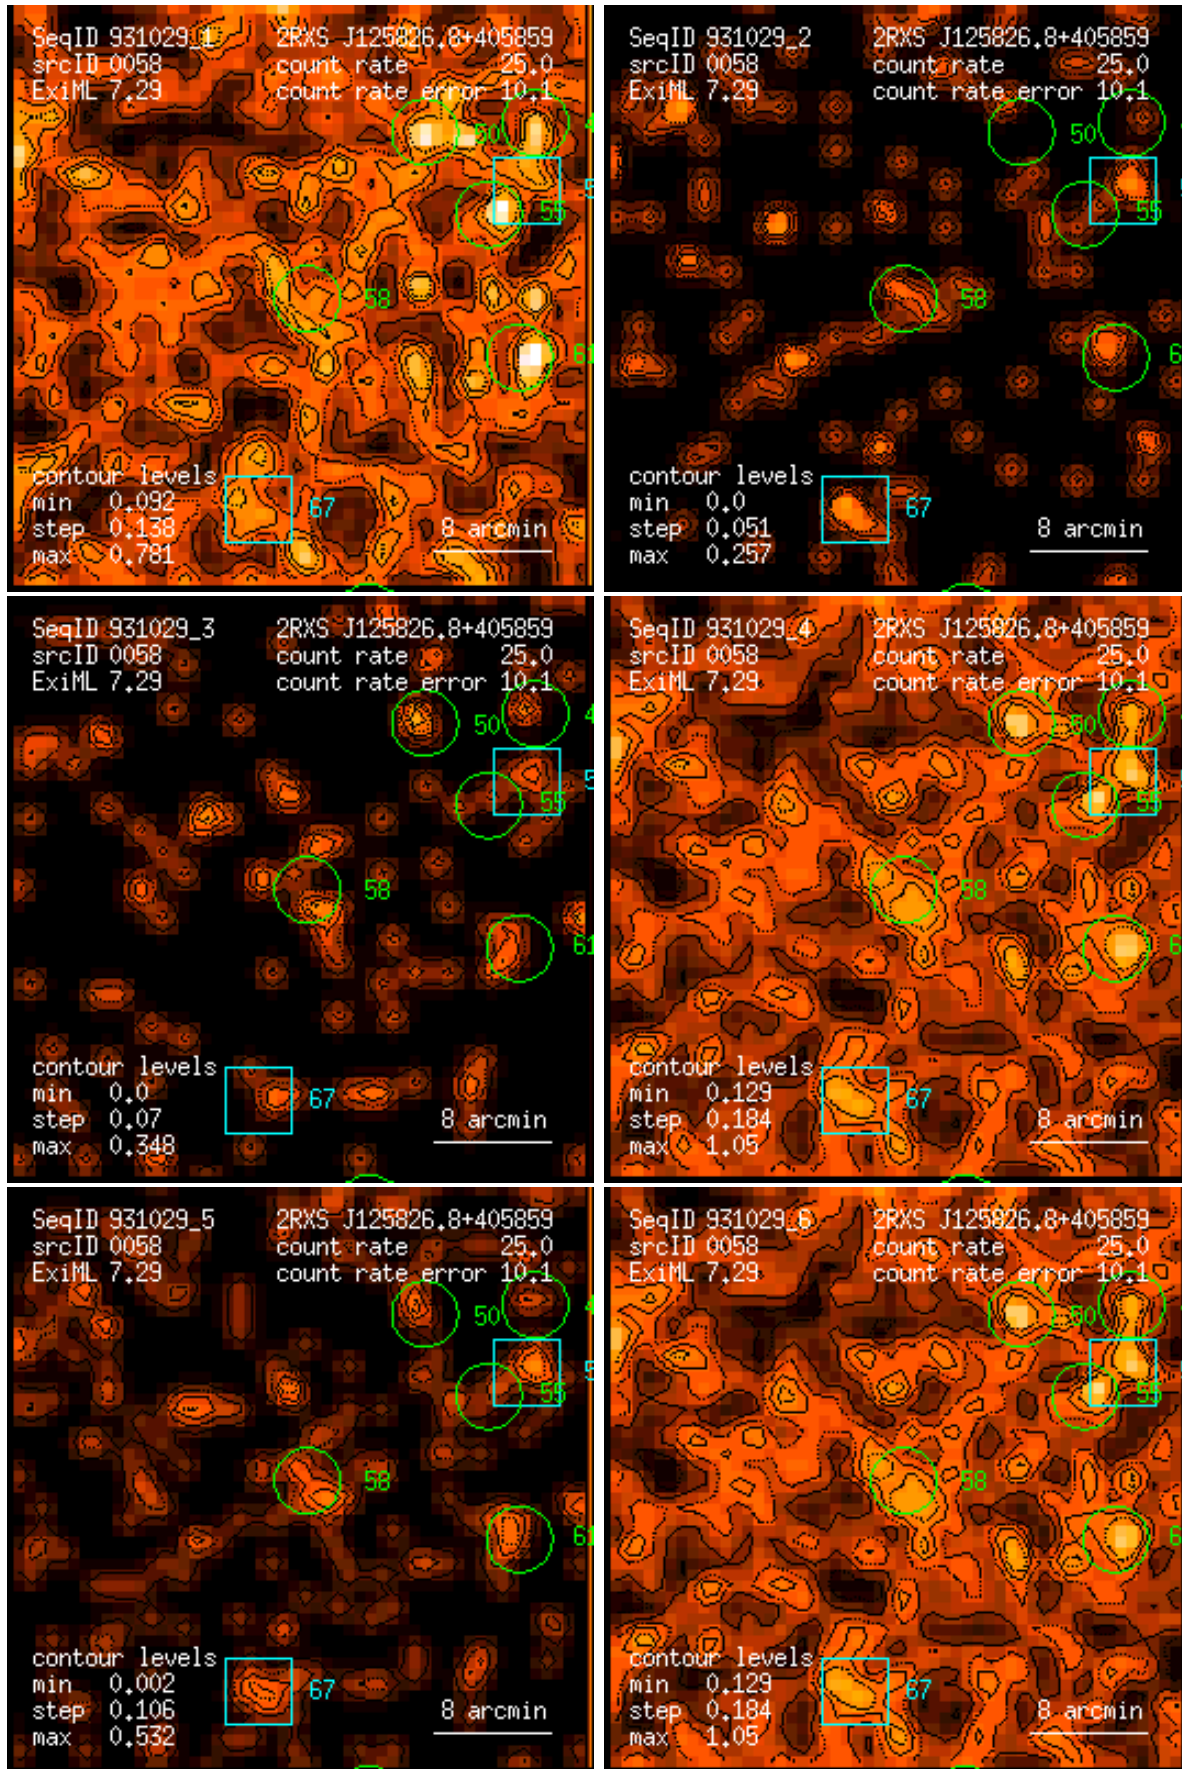 SeqID 931029_1 2RXS J125826.8+405859
srcID 0058 count rate 25.0
ExiML 7.29 count rate error 10.1
50
4
5
55
58
61
contour levels
min 0.092
67
step 0.138
8 arcmin
max 0.781
SeqID 931029_2 2RXS J125826.8+405859
srcID 0058 count rate 25.0
ExiML 7.29 count rate error 10.1
50
55
58
6
contour levels
min 0.0
67
step 0.051
8 arcmin
max 0.257
SeqID 931029_3 2RXS J125826.8+405859
srcID 0058 count rate 25.0
ExiML 7.29 count rate error 10.1
50
4
5
55
58
61
contour levels
min 0.0
67
step 0.07
8 arcmin
max 0.348
SeqID 931029_4 2RXS J125826.8+405859
srcID 0058 count rate 25.0
ExiML 7.29 count rate error 10.1
50
55
58
6
contour levels
min 0.129
67
step 0.184
8 arcmin
max 1.05
SeqID 931029_5 2RXS J125826.8+405859
srcID 0058 count rate 25.0
ExiML 7.29 count rate error 10.1
50
4
5
55
58
61
contour levels
min 0.002
67
step 0.106
8 arcmin
max 0.532
SeqID 931029_6 2RXS J125826.8+405859
srcID 0058 count rate 25.0
ExiML 7.29 count rate error 10.1
50
55
58
6
contour levels
min 0.129
67
step 0.184
8 arcmin
max 1.05